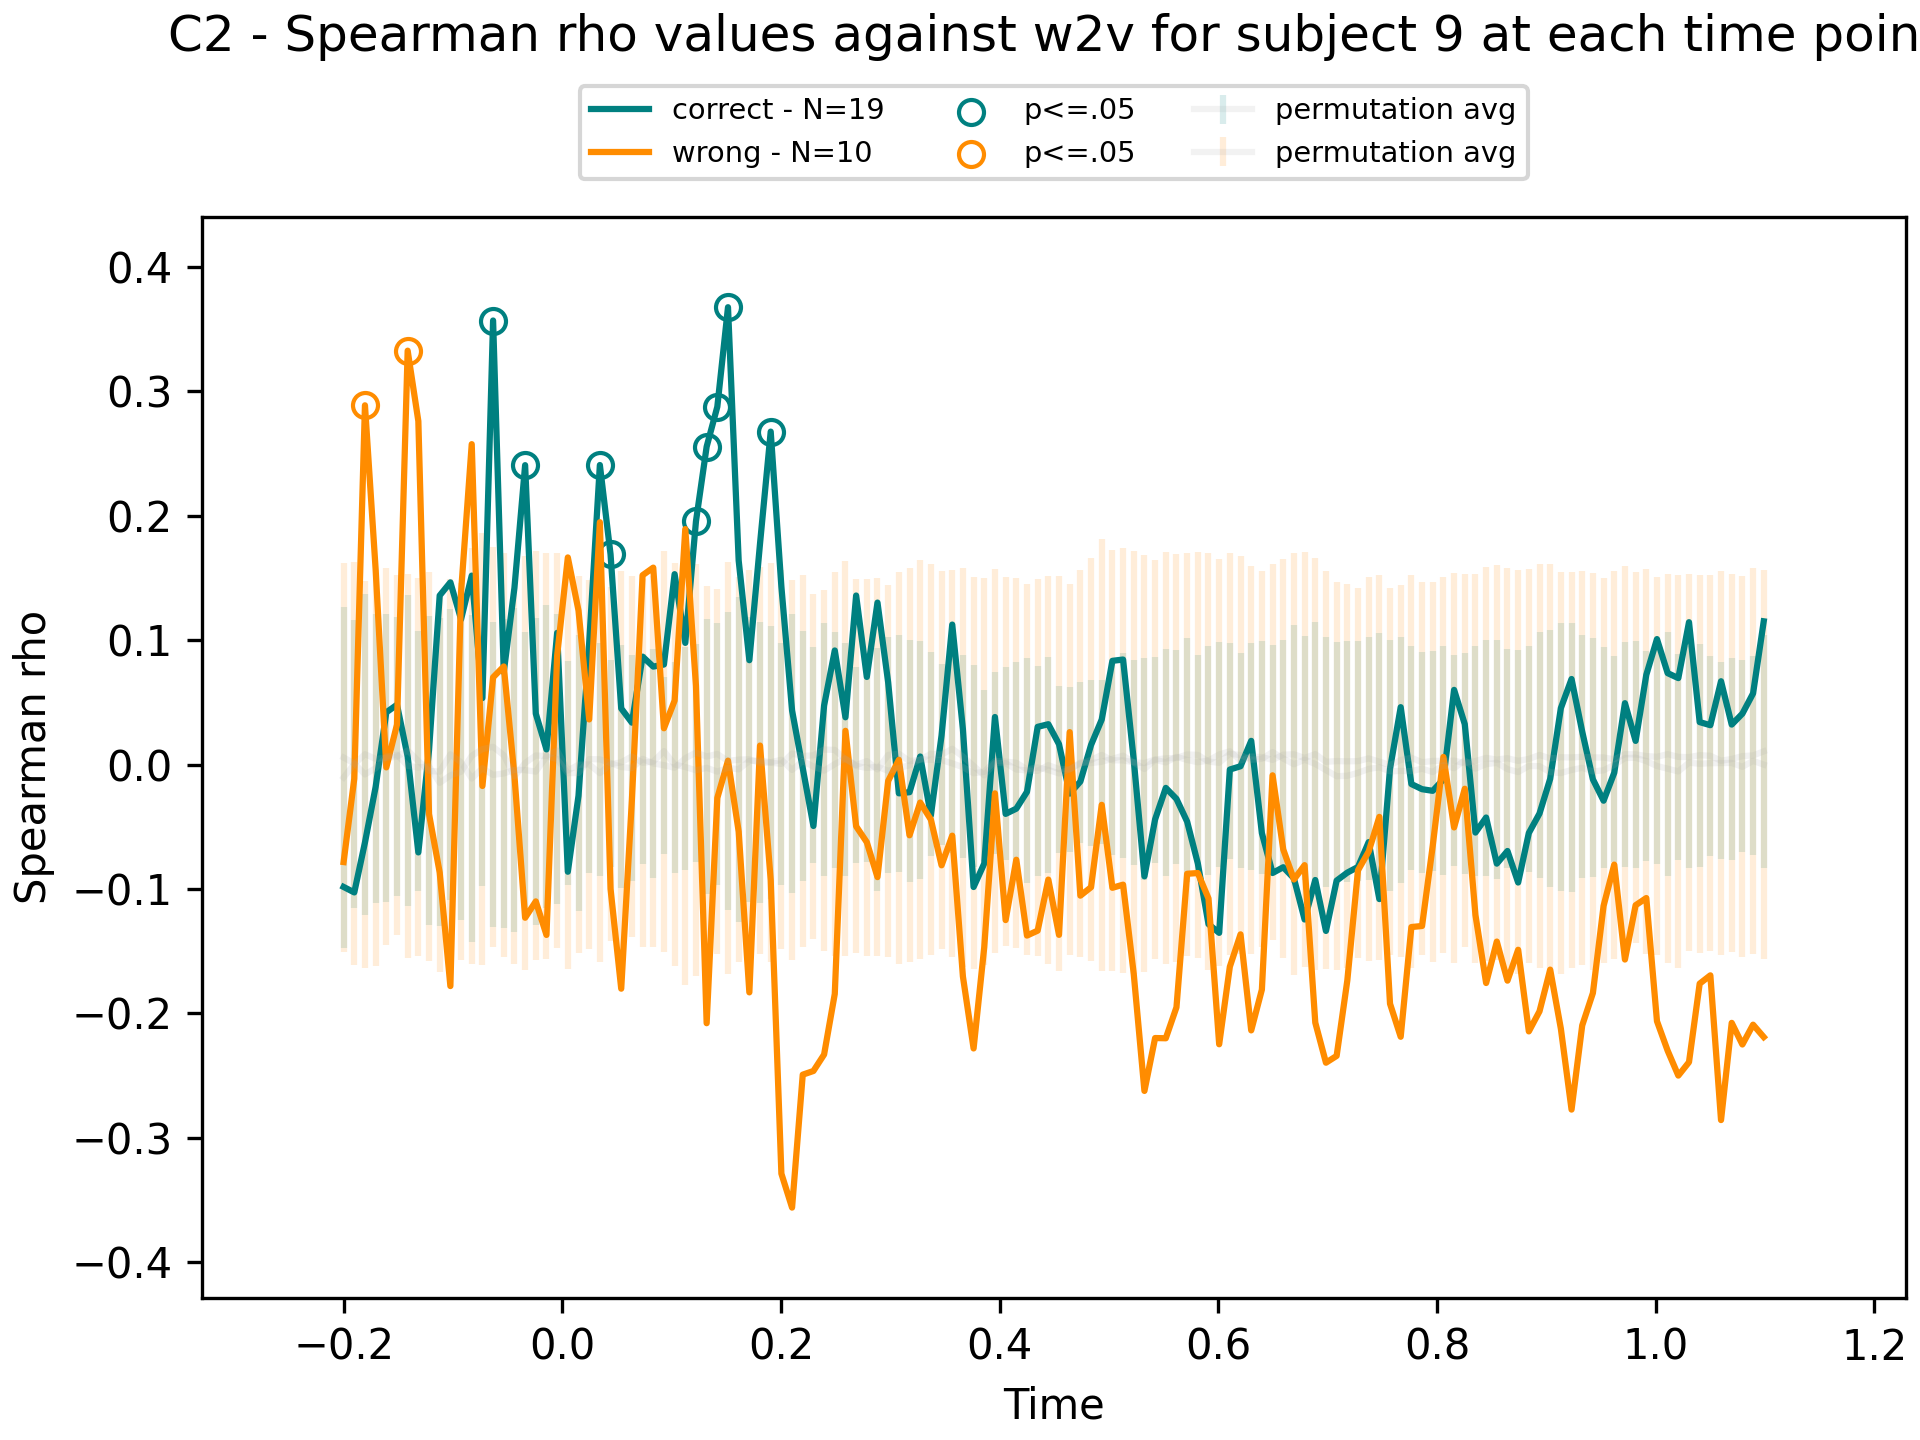 C2 - Spearman rho values against w2v for subject 9 at each time poin
correct - N=19
wrong - N=10
p<=.05
p<=.05
permutation avg
permutation avg
Spearman rho
0.4
0.3
0.2
0.1
0.0
−0.1
−0.2
−0.3
−0.4
−0.2 0.0 0.2 0.4 0.6 0.8 1.0 1.2
Time